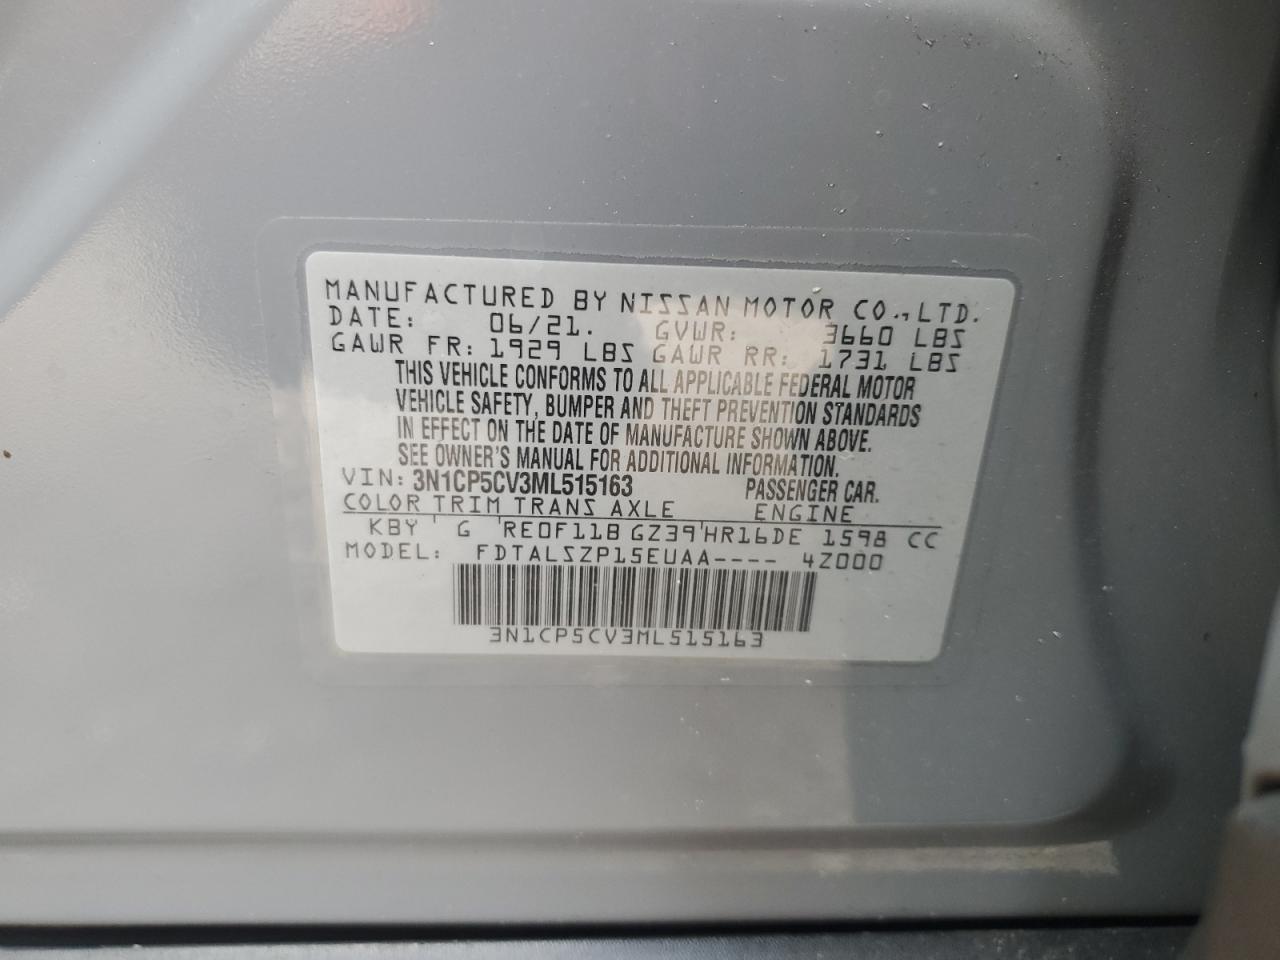 MANUFACTURED BY NISSAN MOTOR CO.,LTD.
DATE: 06/21. GVWR: 3660 LBS
GAWR FR: 1929 LBS GAWR RR: 1731 LBS
THIS VEHICLE CONFORMS TO ALL APPLICABLE FEDERAL MOTOR
VEHICLE SAFETY, BUMPER AND THEFT PREVENTION STANDARDS
IN EFFECT ON THE DATE OF MANUFACTURE SHOWN ABOVE.
SEE OWNER'S MANUAL FOR ADDITIONAL INFORMATION.
VIN: 3N1CP5CV3ML515163 PASSENGER CAR.
COLOR TRIM TRANS AXLE ENGINE
KBY ' G 'RE0F11B GZ39'HR16DE 1598 CC
MODEL: FDTALSZP15EUAA---- 4Z000
3N1CP5CV3ML515163